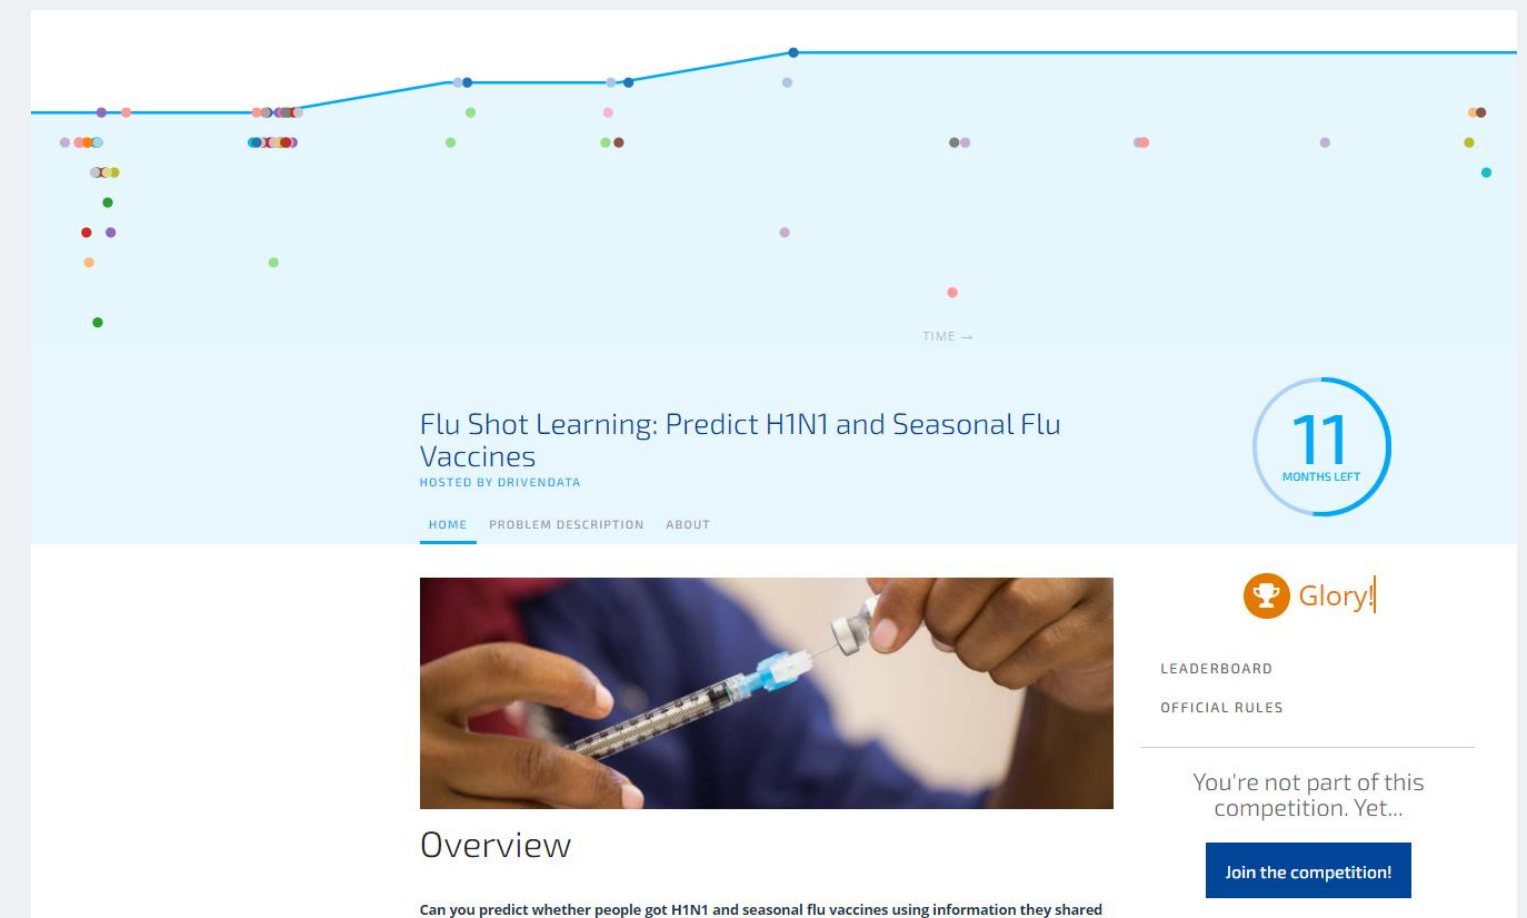 TIME →
Flu Shot Learning: Predict H1N1 and Seasonal Flu
Vaccines
HOSTED BY DRIVENDATA
11
MONTHS LEFT
HOME PROBLEM DESCRIPTION ABOUT
Glory!
LEADERBOARD
OFFICIAL RULES
You're not part of this
competition. Yet...
Join the competition!
Overview
Can you predict whether people got H1N1 and seasonal flu vaccines using information they shared